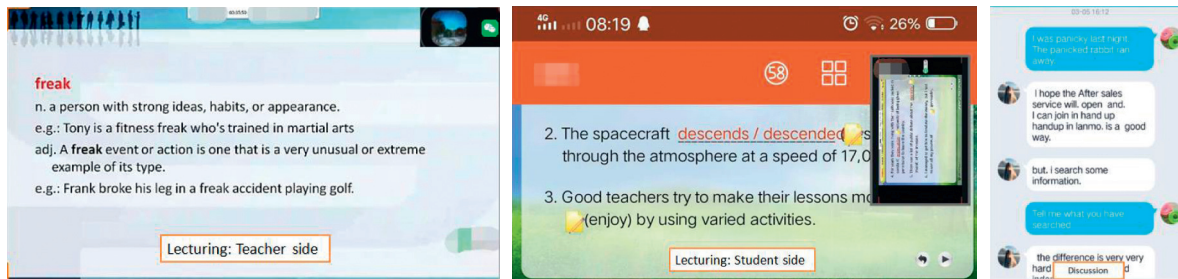 freak
n. a person with strong ideas, habits, or appearance.
e.g.: Tony is a fitness freak who's trained in martial arts
adj. A freak event or action is one that is a very unusual or extreme
example of its type.
e.g.: Frank broke his leg in a freak accident playing golf.
Lecturing: Teacher side
4G 08:19 26%
58
2. The spacecraft descends / descended
through the atmosphere at a speed of 17,0
3. Good teachers try to make their lessons
(enjoy) by using varied activities.
Lecturing: Student side
03-05 16:12
I was panicky last night.
The panicked rabbit ran
away.
I hope the After sales
service will. open and.
I can join in hand up
handup in lanmo. is a good
way.
but. i search some
information.
Tell me what you have
searched
the difference is very very
hard
Discussion